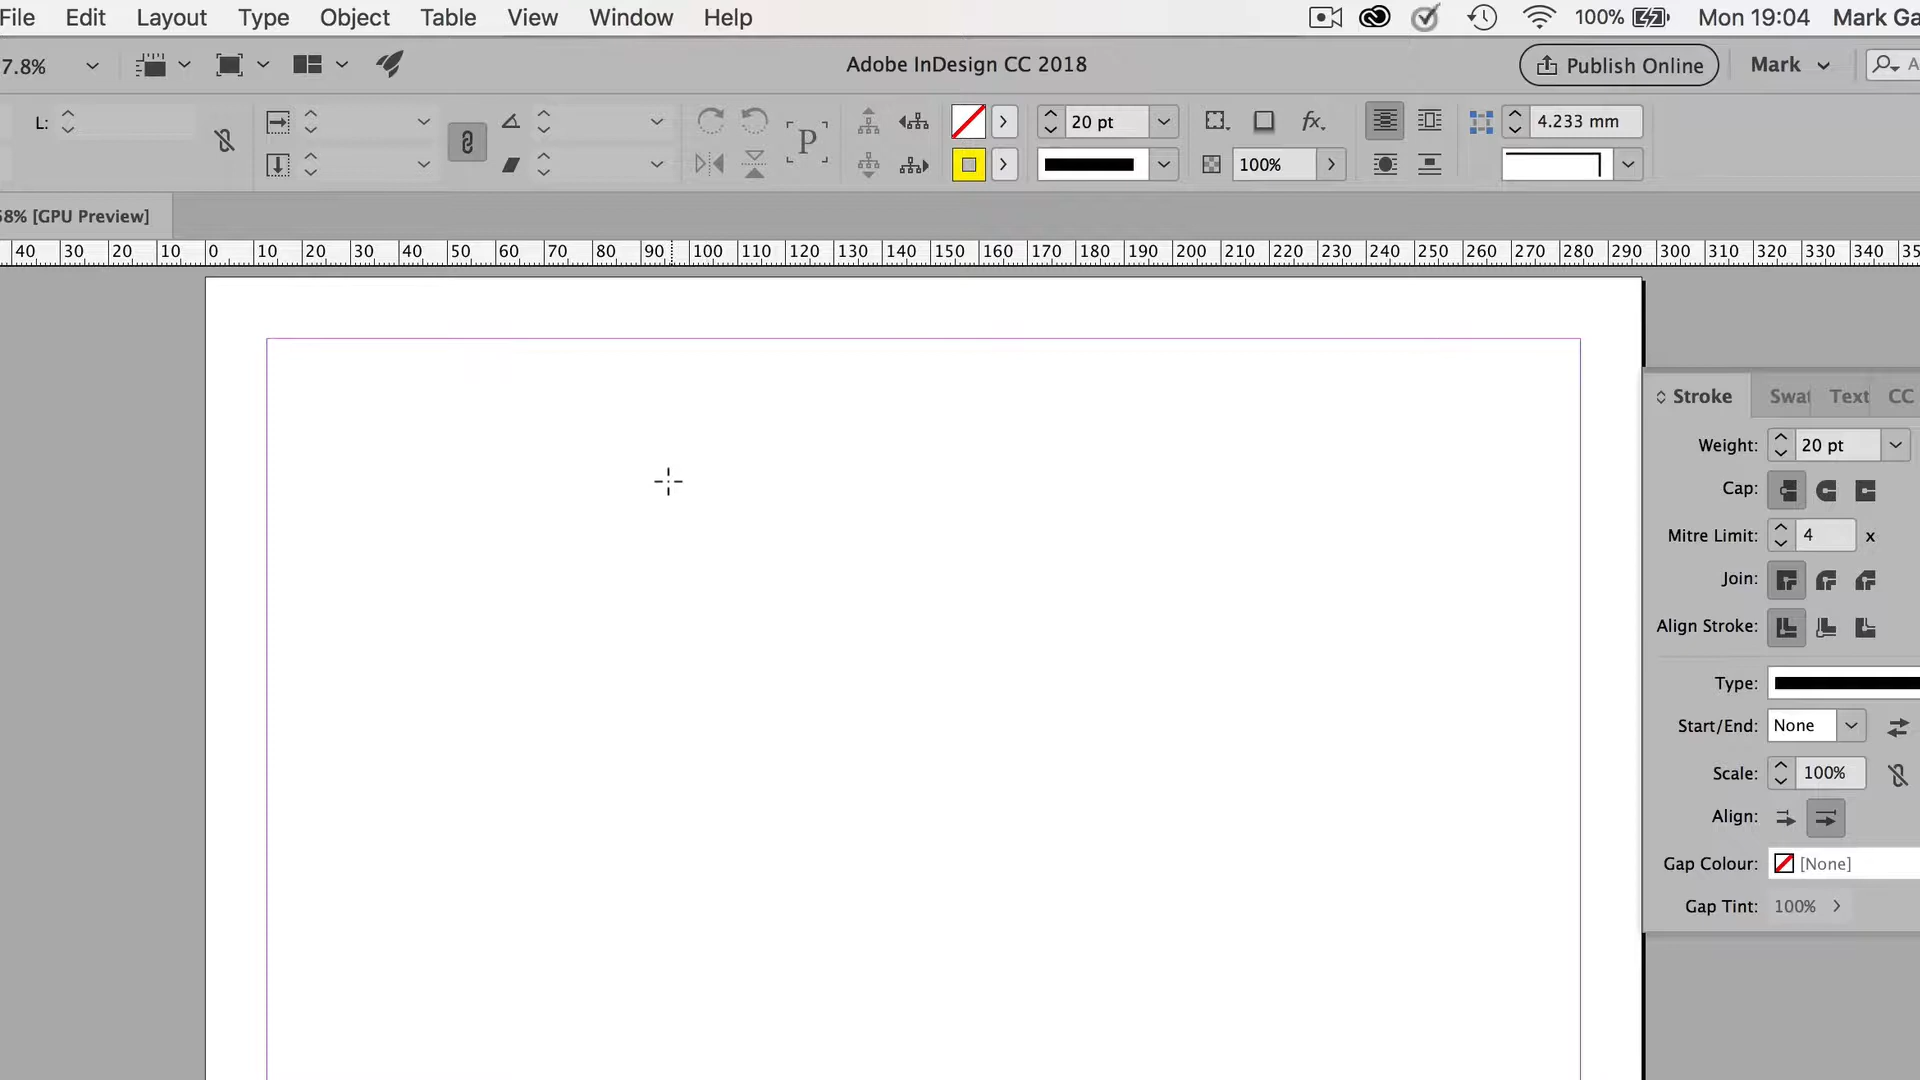 File Edit Layout Type Object Table View Window Help 100% Mon 19:04 Mark Ga
7.8% Adobe InDesign CC 2018 Publish Online Mark A
L: P 20 pt fx. 4.233 mm
100%
68% [GPU Preview]
40 30 20 10 0 10 20 30 40 50 60 70 80 90 100 110 120 130 140 150 160 170 180 190 200 210 220 230 240 250 260 270 280 290 300 310 320 330 340 35
Stroke Swat Text CC
Weight: 20 pt
Cap:
Mitre Limit: 4 x
Join:
Align Stroke:
Type:
Start/End: None
Scale: 100%
Align:
Gap Colour: [None]
Gap Tint: 100%